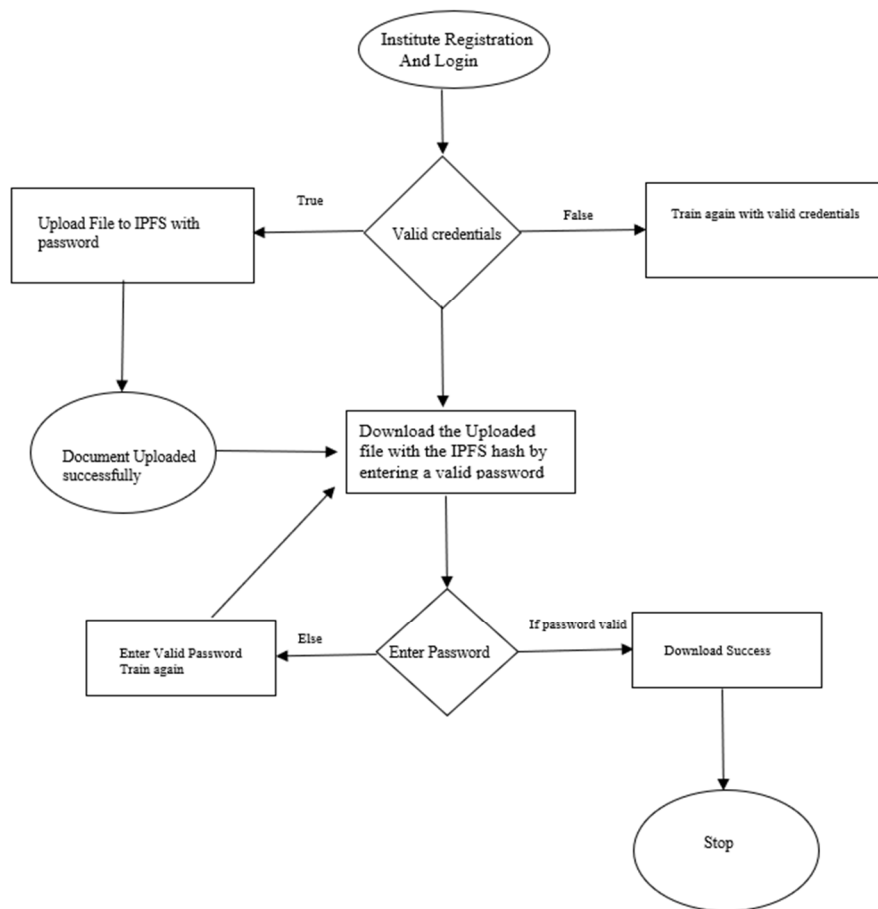 Institute Registration
And Login
True
False
Upload File to IPFS with
password
Valid credentials
Train again with valid credentials
Document Uploaded
successfully
Download the Uploaded
file with the IPFS hash by
entering a valid password
Else
If password valid
Enter Valid Password
Train again
Enter Password
Download Success
Stop